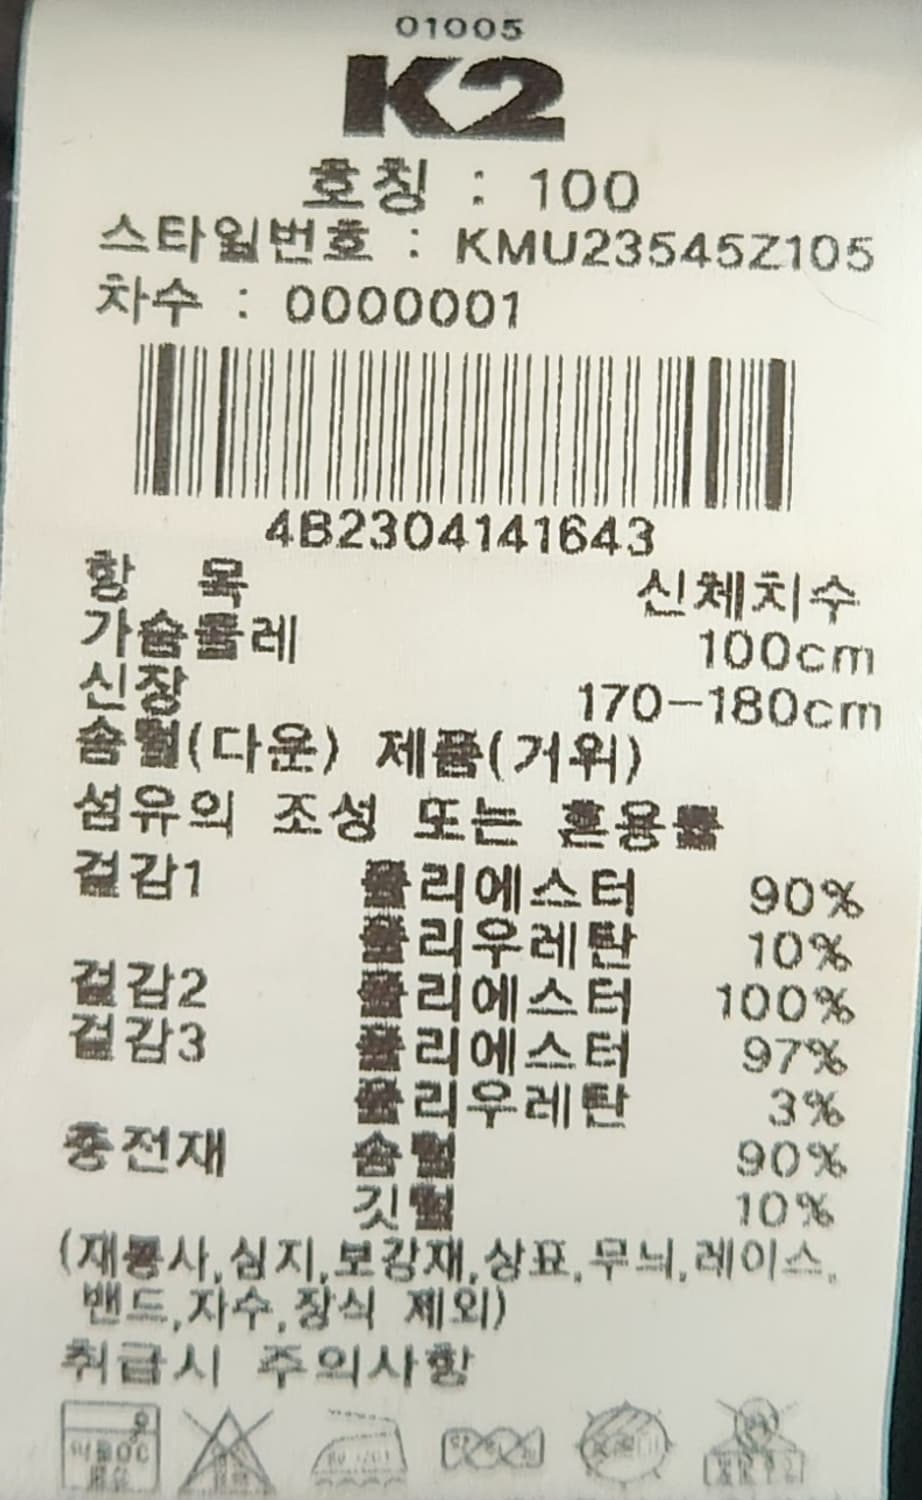 01005
K2
호칭 : 100
스타일번호 : KMU23545Z105
차수 : 0000001
4B2304141643
항 목 신체치수
가슴둘레 100cm
신장 170-180cm
솜털(다운) 제품(거위)
섬유의 조성 또는 혼용률
겉감1 폴리에스터 90%
폴리우레탄 10%
겉감2 폴리에스터 100%
겉감3 폴리에스터 97%
폴리우레탄 3%
충전재 솜털 90%
깃털 10%
(재봉사,심지,보강재,상표,무늬,레이스,
밴드,자수,장식 제외)
취급시 주의사항